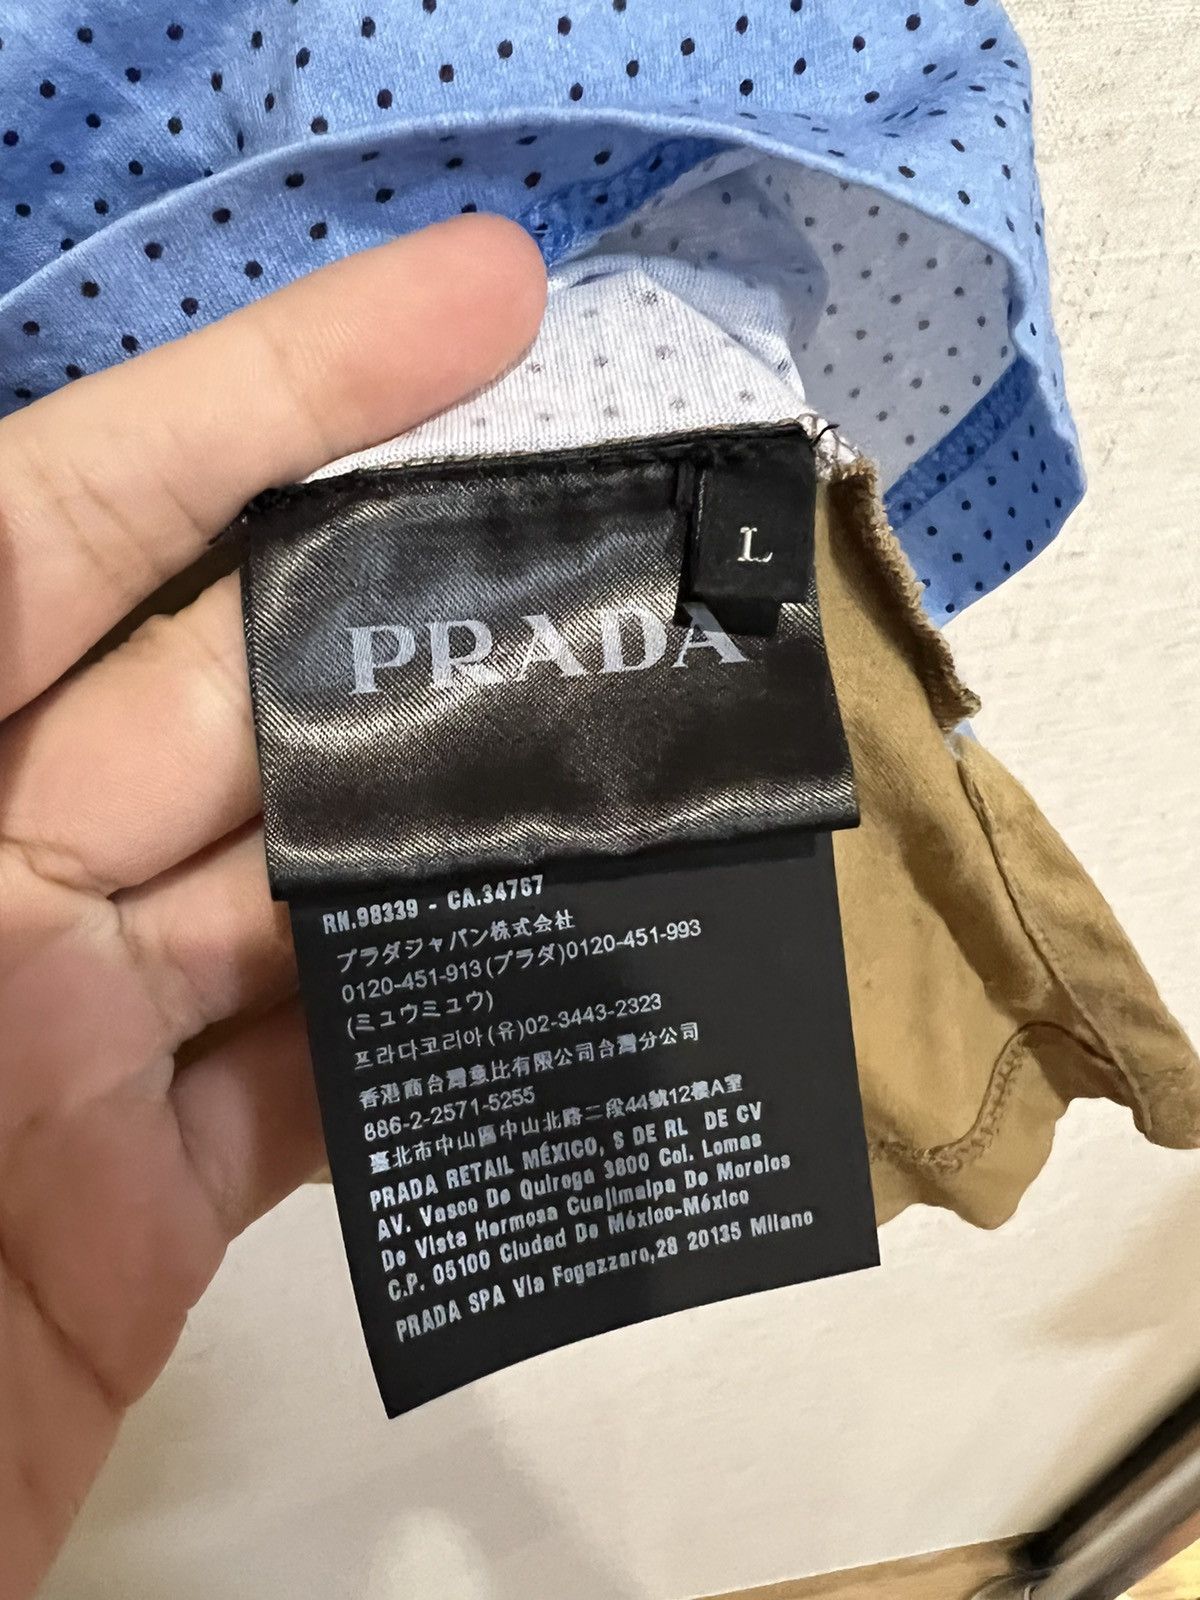 L
PRADA
RN.98339 - CA.34767
プラダジャパン株式会社
0120-451-913(プラダ)0120-451-993
(ミュウミュウ)
프라다코리아(유)02-3443-2323
香港商台灣意比有限公司台灣分公司
886-2-2571-5255
臺北市中山區中山北路二段44號12樓A室
PRADA RETAIL MÉXICO, S DE RL DE CV
AV. Vasco De Quiroga 3800 Col. Lomas
De Vista Hermosa Cuajimalpa De Morelos
C.P. 05100 Ciudad De México-México
PRADA SPA Via Fogazzaro,28 20135 Milano